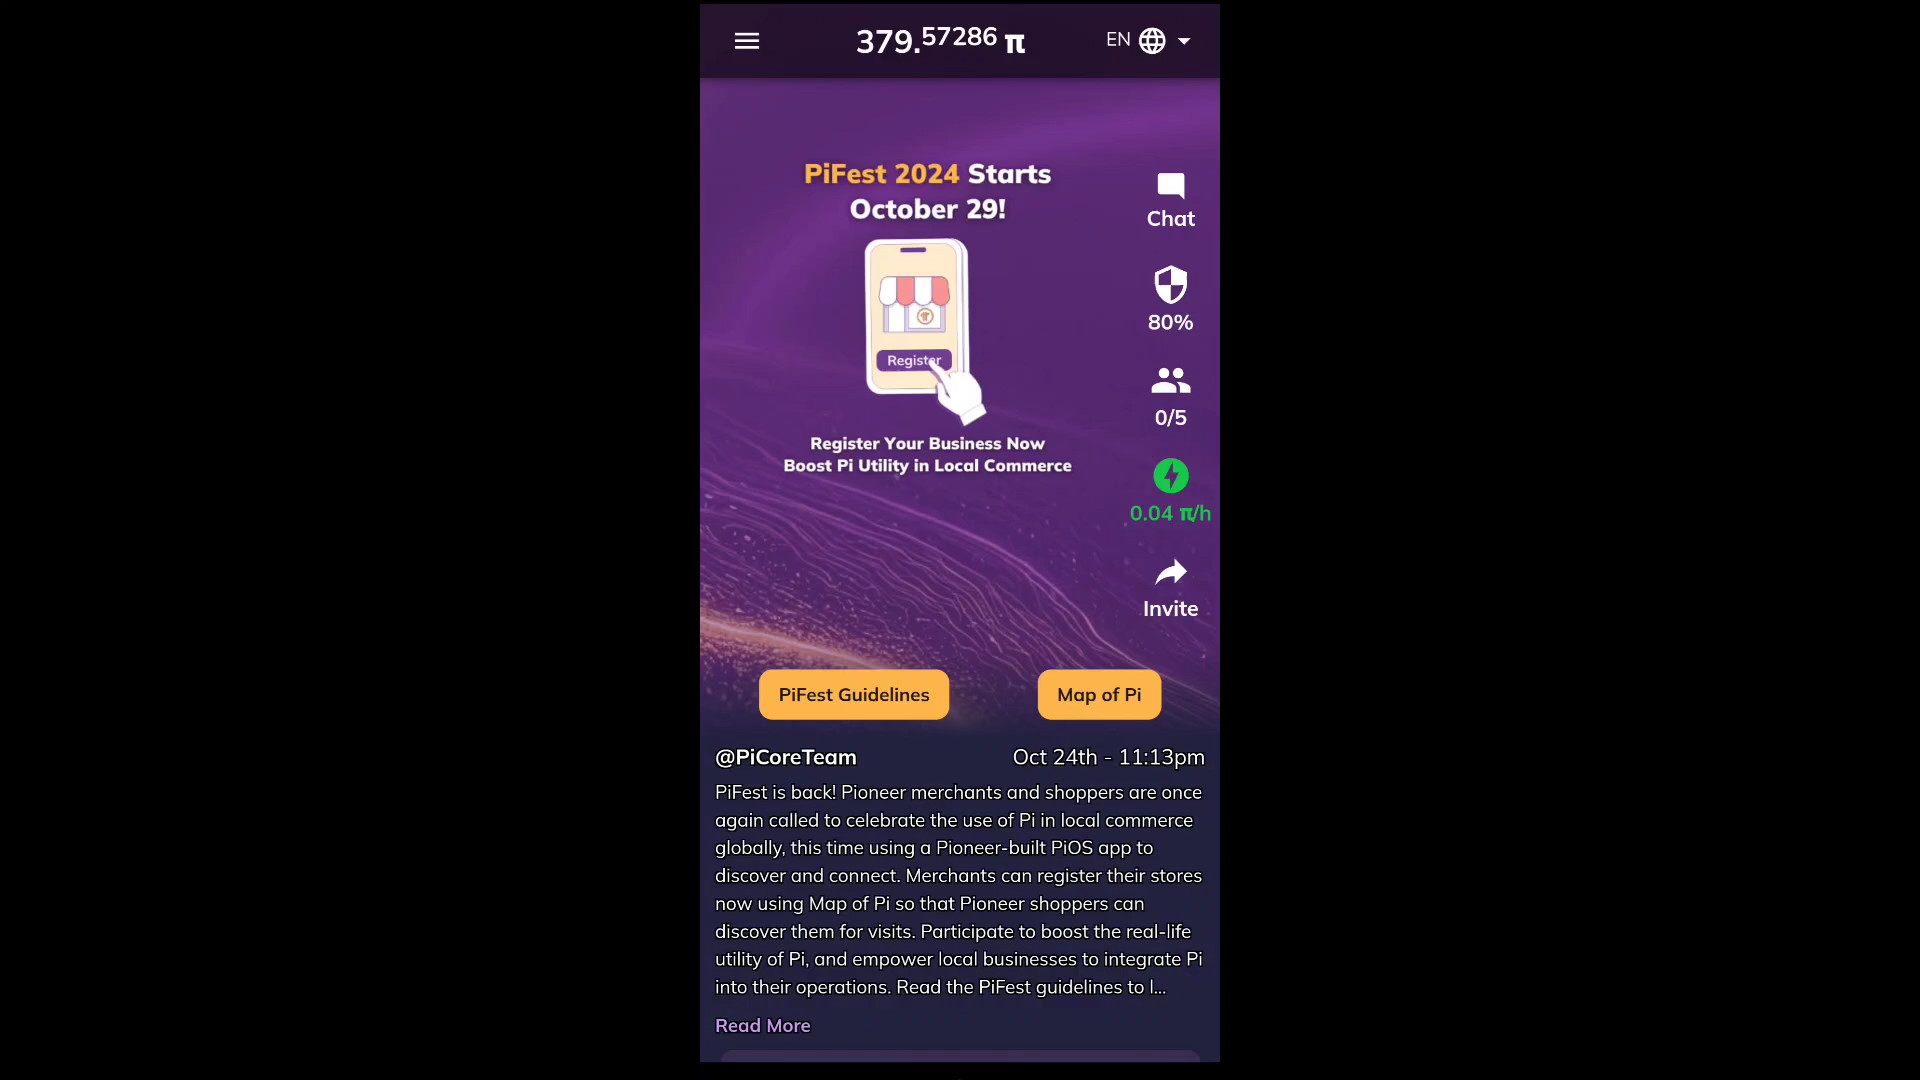 379.57286 π
EN
PiFest 2024 Starts
October 29!
Chat
80%
Register
0/5
Register Your Business Now
Boost Pi Utility in Local Commerce
0.04 π/h
Invite
PiFest Guidelines
Map of Pi
@PiCoreTeam
Oct 24th - 11:13pm
PiFest is back! Pioneer merchants and shoppers are once
again called to celebrate the use of Pi in local commerce
globally, this time using a Pioneer-built PiOS app to
discover and connect. Merchants can register their stores
now using Map of Pi so that Pioneer shoppers can
discover them for visits. Participate to boost the real-life
utility of Pi, and empower local businesses to integrate Pi
into their operations. Read the PiFest guidelines to l...
Read More